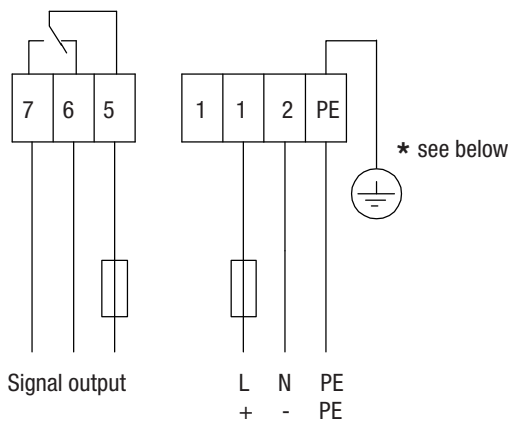 7 6 5 1 1 2 PE
* see below
Signal output L N PE
+ - PE